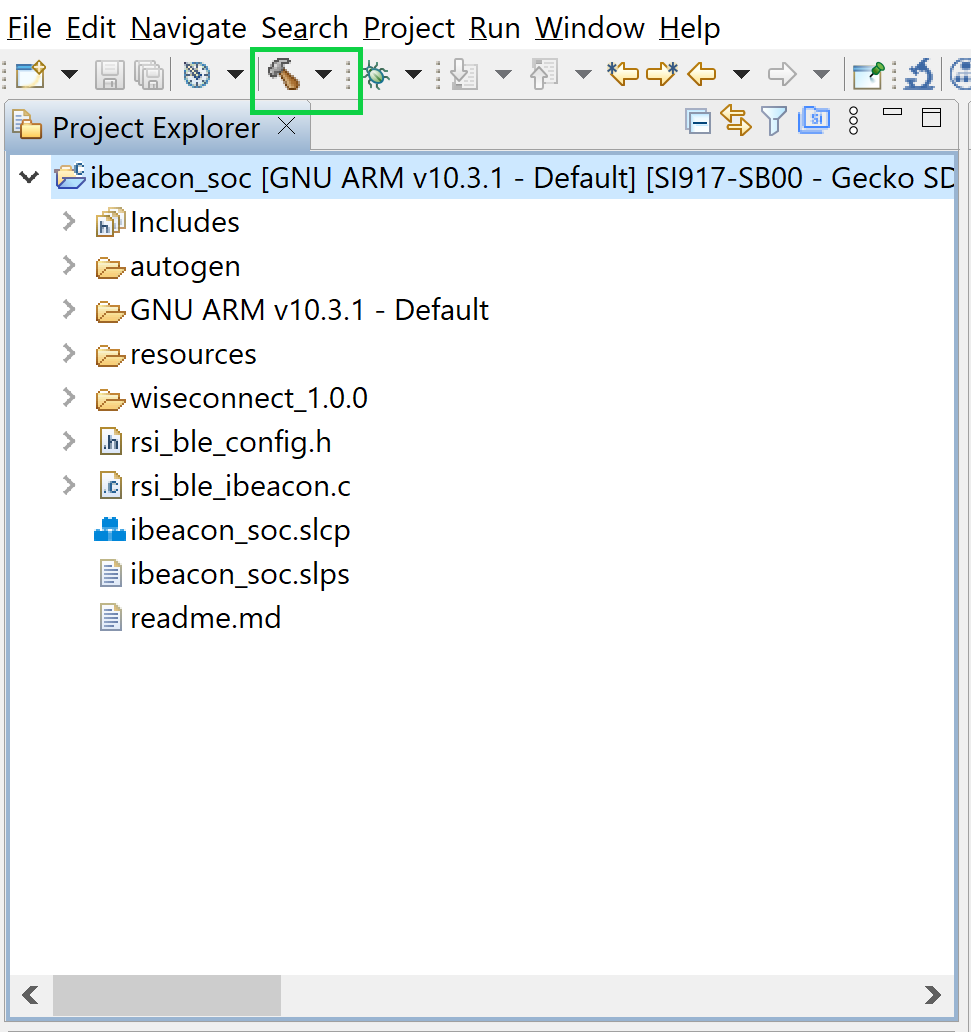 File Edit Navigate Search Project Run Window Help
Project Explorer
ibeacon_soc [GNU ARM v10.3.1 - Default] [SI917-SB00 - Gecko SD
Includes
autogen
GNU ARM v10.3.1 - Default
resources
wiseconnect_1.0.0
rsi_ble_config.h
rsi_ble_ibeacon.c
ibeacon_soc.slcp
ibeacon_soc.slps
readme.md